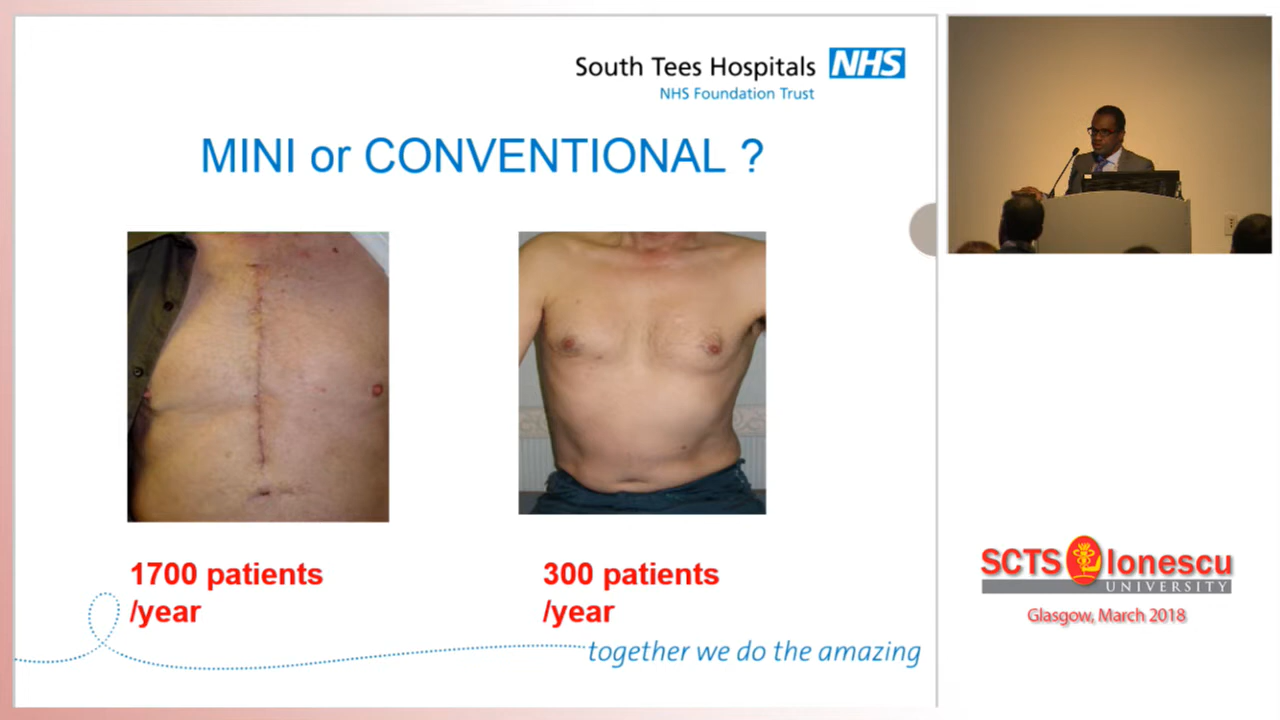 South Tees Hospitals NHS
NHS Foundation Trust
MINI or CONVENTIONAL ?
1700 patients
/year
300 patients
/year
together we do the amazing
SCTS Ionescu
UNIVERSITY
Glasgow, March 2018